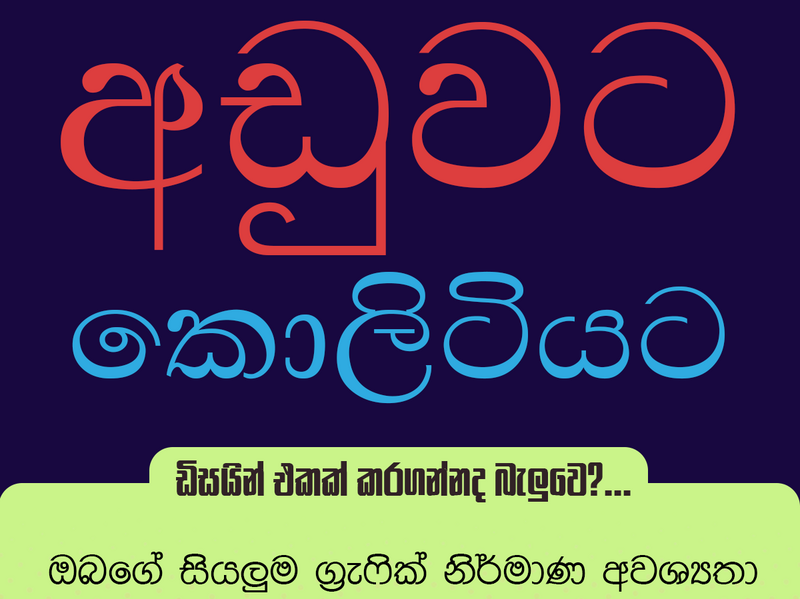 අඩුවට
කොලිටියට
ඩිසයින් එකක් කරගන්නද බැලුවෙ?...
ඔබගේ සියලුම ග්‍රැෆික් නිර්මාණ අවශ්‍යතා